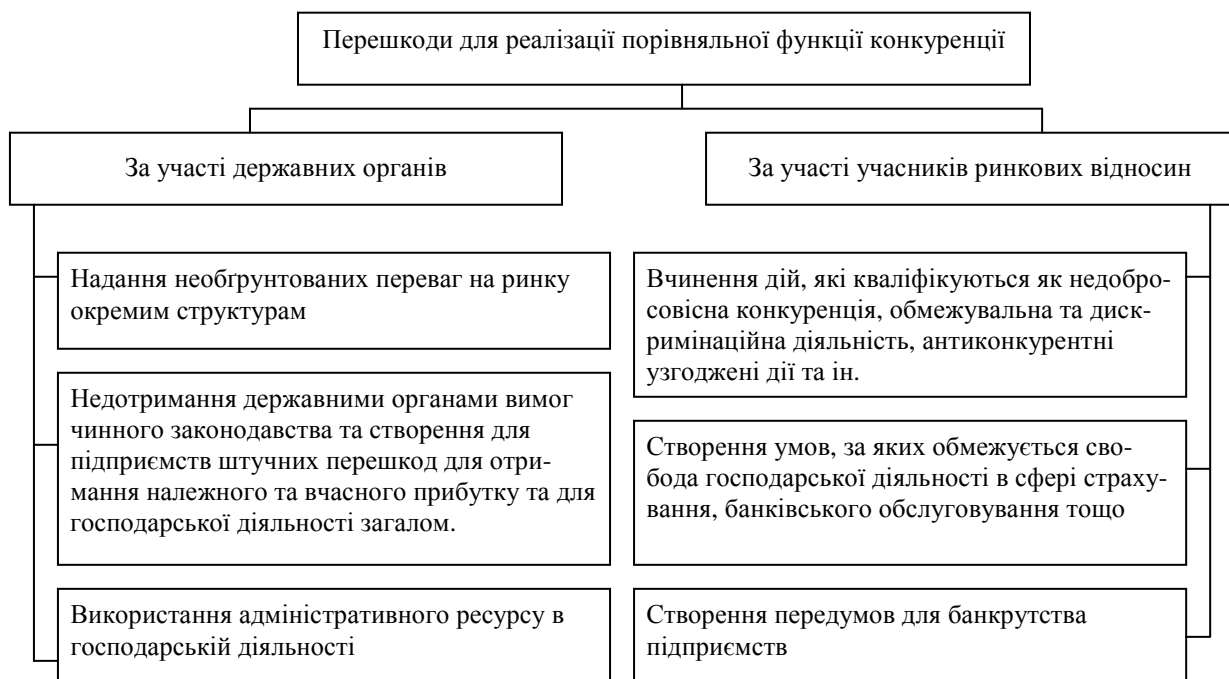 Перешкоди для реалізації порівняльної функції конкуренції
За участі державних органів
Надання необґрунтованих переваг на ринку
окремим структурам
Недотримання державними органами вимог
чинного законодавства та створення для
підприємств штучних перешкод для отри-
мання належного та вчасного прибутку та для
господарської діяльності загалом.
Використання адміністративного ресурсу в
господарській діяльності
За участі учасників ринкових відносин
Вчинення дій, які кваліфікуються як недобро-
совісна конкуренція, обмежувальна та диск-
римінаційна діяльність, антиконкурентні
узгоджені дії та ін.
Створення умов, за яких обмежується сво-
бода господарської діяльності в сфері страху-
вання, банківського обслуговування тощо
Створення передумов для банкрутства
підприємств